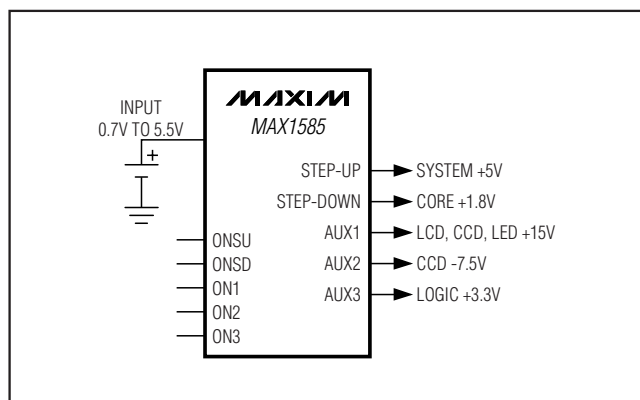 MAXIM
MAX1585
INPUT
0.7V TO 5.5V
+
STEP-UP
SYSTEM +5V
STEP-DOWN
CORE +1.8V
AUX1
LCD, CCD, LED +15V
AUX2
CCD -7.5V
AUX3
LOGIC +3.3V
ONSU
ONSD
ON1
ON2
ON3